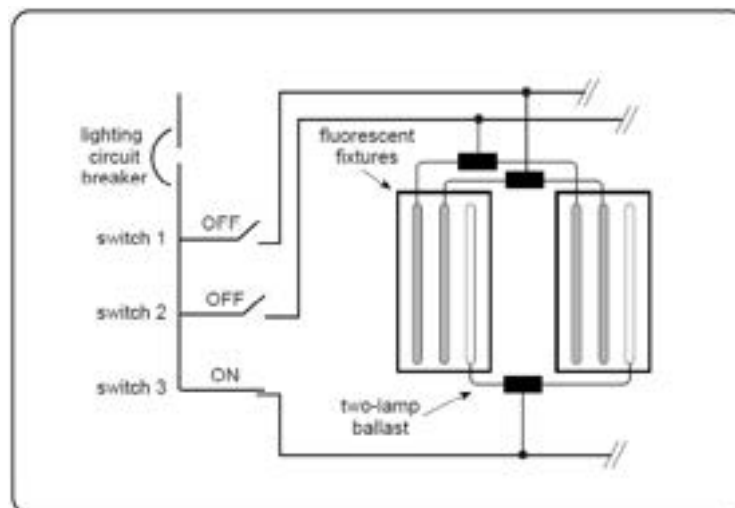 lighting
circuit
breaker
fluorescent
fixtures
switch 1
OFF
switch 2
OFF
switch 3
ON
two-lamp
ballast